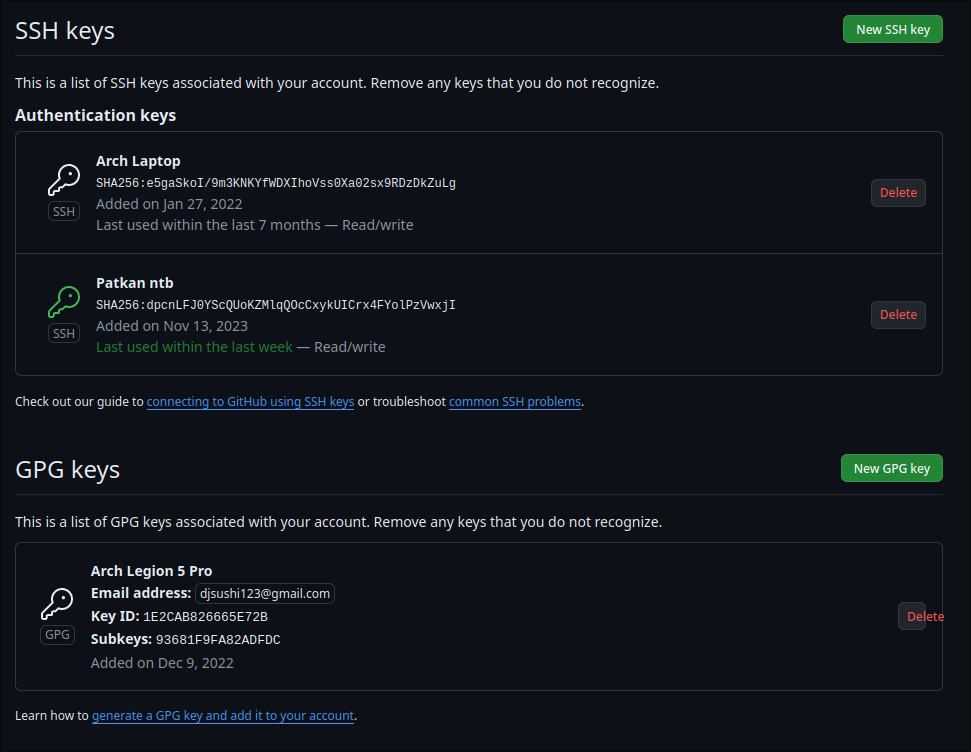 SSH keys
New SSH key
This is a list of SSH keys associated with your account. Remove any keys that you do not recognize.
Authentication keys
Arch Laptop
SHA256:e5gaSkoI/9m3KNKYfWDXIhoVss0Xa02sx9RDzDkZuLg
SSH
Added on Jan 27, 2022
Last used within the last 7 months — Read/write
Delete
Patkan ntb
SHA256:dpcnLFJ0YScQUoKZMlqQOcCxykUICrx4FYolPzVwxjI
SSH
Added on Nov 13, 2023
Last used within the last week — Read/write
Delete
Check out our guide to connecting to GitHub using SSH keys or troubleshoot common SSH problems.
GPG keys
New GPG key
This is a list of GPG keys associated with your account. Remove any keys that you do not recognize.
Arch Legion 5 Pro
Email address: djsushi123@gmail.com
Key ID: 1E2CAB826665E72B
GPG
Subkeys: 93681F9FA82ADFDC
Added on Dec 9, 2022
Delete
Learn how to generate a GPG key and add it to your account.